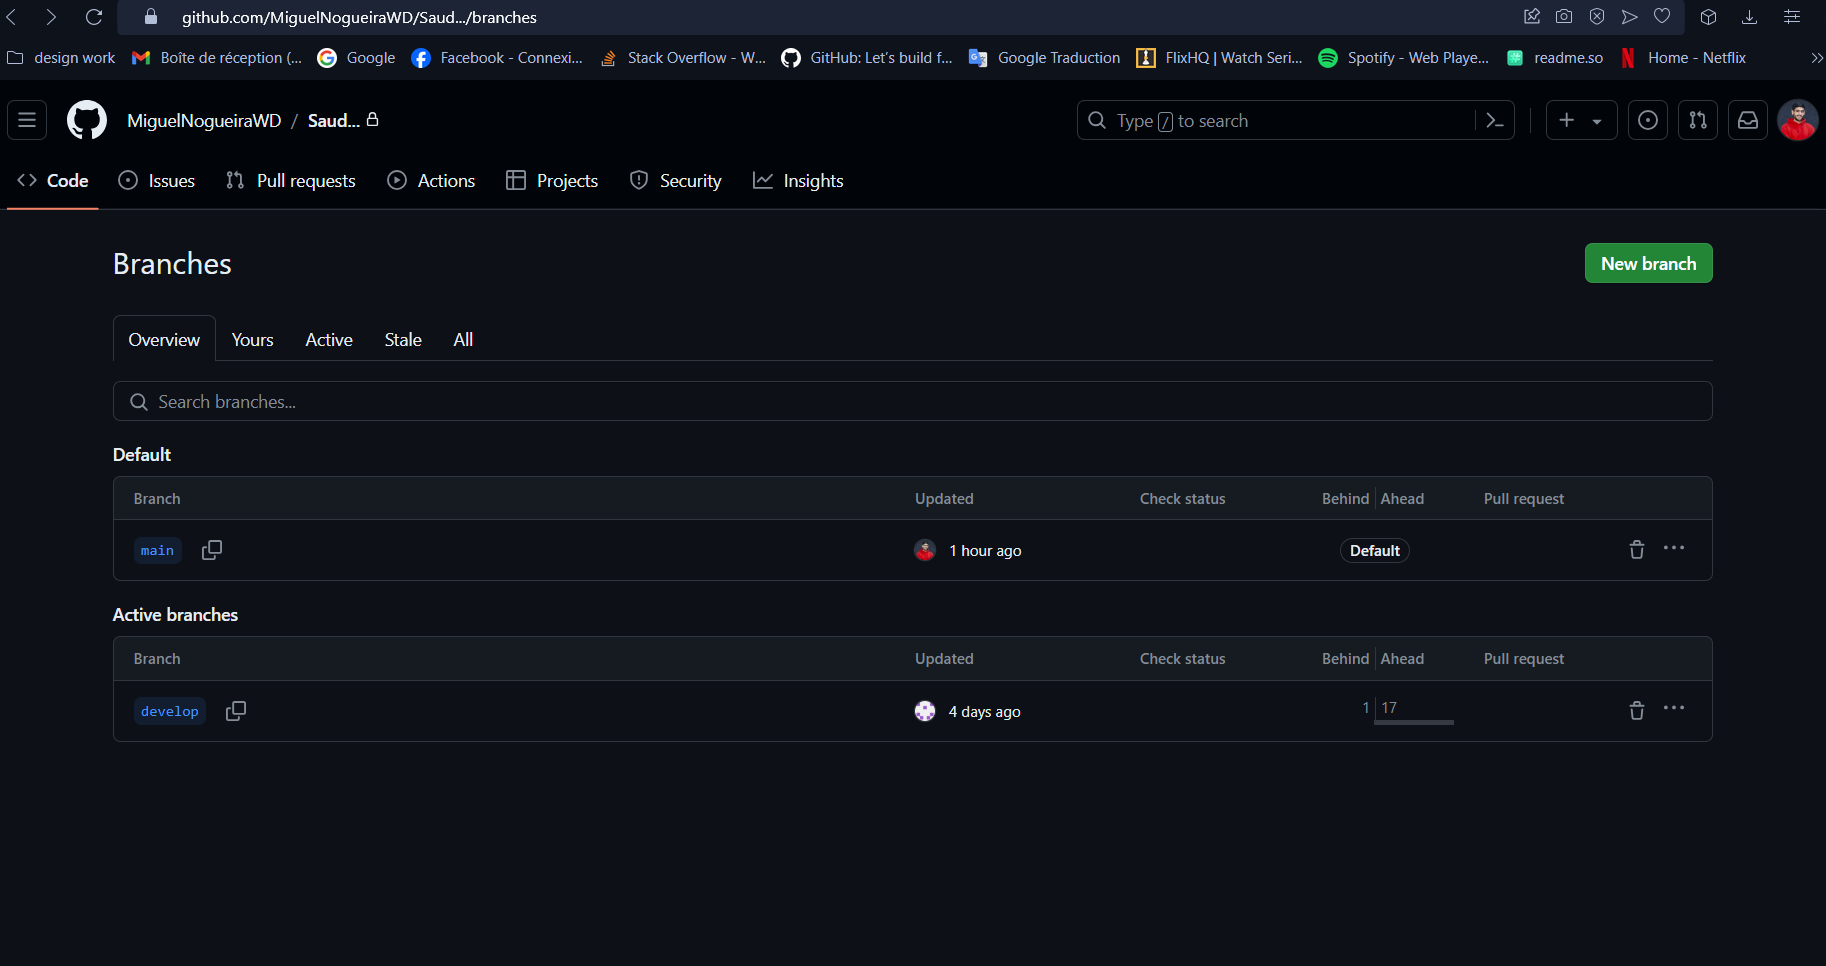 github.com/MiguelNogueiraWD/Saud.../branches
design work Boîte de réception (... Google Facebook - Connexi... Stack Overflow - W... GitHub: Let's build f... Google Traduction FlixHQ | Watch Seri... Spotify - Web Playe... readme.so Home - Netflix
MiguelNogueiraWD / Saud... Type / to search
Code Issues Pull requests Actions Projects Security Insights
Branches New branch
Overview Yours Active Stale All
Search branches...
Default
Branch Updated Check status Behind Ahead Pull request
main 1 hour ago Default
Active branches
Branch Updated Check status Behind Ahead Pull request
develop 4 days ago 1 17